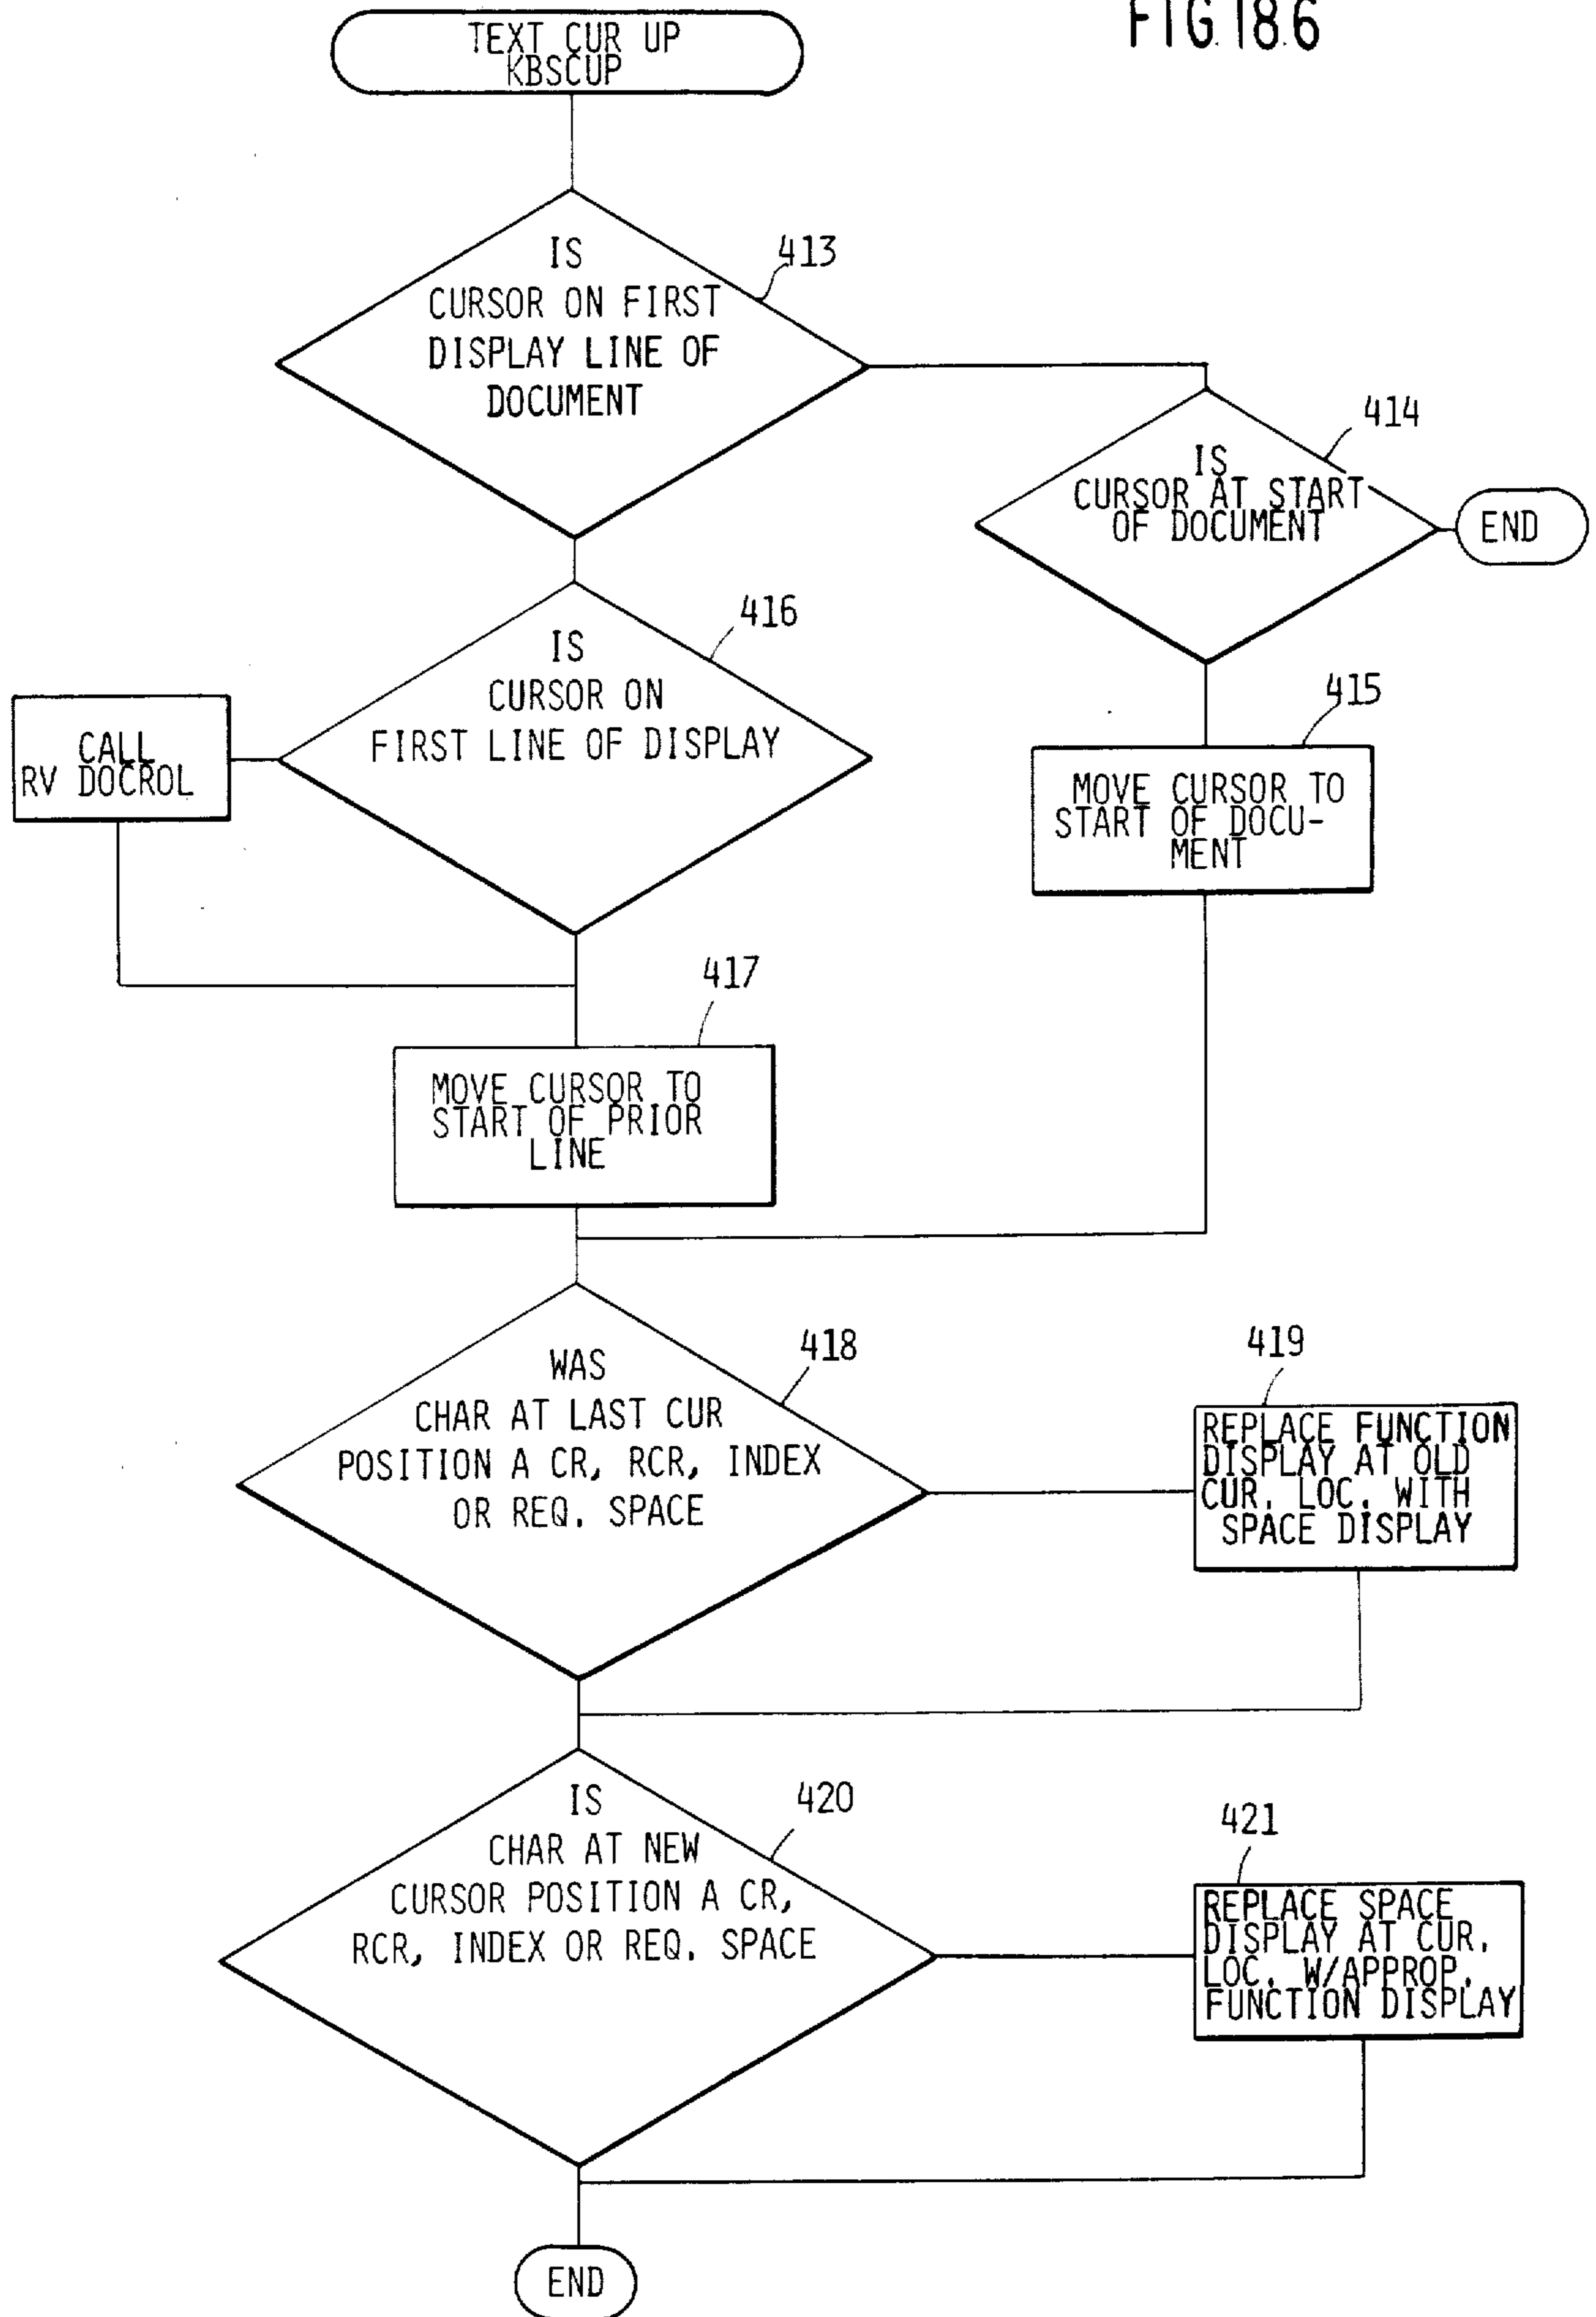 FIG.18.6
TEXT CUR UP
KBSCUP
413
IS
CURSOR ON FIRST
DISPLAY LINE OF
DOCUMENT
414
IS
CURSOR AT START
OF DOCUMENT
END
416
IS
CURSOR ON
FIRST LINE OF DISPLAY
CALL
RV DOCROL
415
MOVE CURSOR TO
START OF DOCU-
MENT
417
MOVE CURSOR TO
START OF PRIOR
LINE
418
WAS
CHAR AT LAST CUR
POSITION A CR, RCR, INDEX
OR REQ. SPACE
419
REPLACE FUNCTION
DISPLAY AT OLD
CUR. LOC. WITH
SPACE DISPLAY
420
IS
CHAR AT NEW
CURSOR POSITION A CR,
RCR, INDEX OR REQ. SPACE
421
REPLACE SPACE
DISPLAY AT CUR.
LOC. W/APPROP.
FUNCTION DISPLAY
END